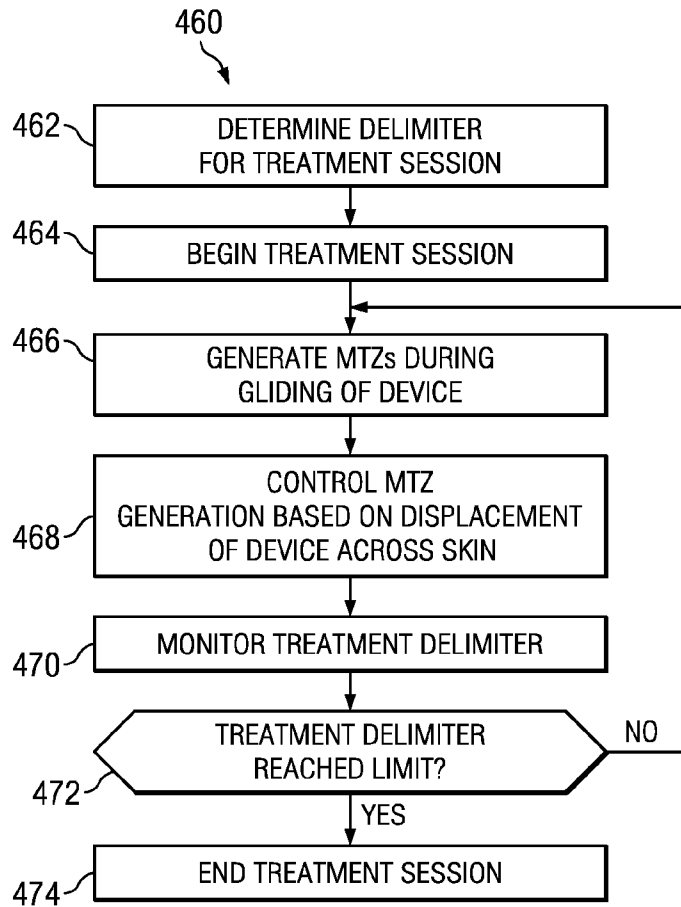 460
462
DETERMINE DELIMITER
FOR TREATMENT SESSION
464
BEGIN TREATMENT SESSION
466
GENERATE MTZs DURING
GLIDING OF DEVICE
468
CONTROL MTZ
GENERATION BASED ON DISPLACEMENT
OF DEVICE ACROSS SKIN
470
MONITOR TREATMENT DELIMITER
472
TREATMENT DELIMITER
REACHED LIMIT?
NO
YES
474
END TREATMENT SESSION